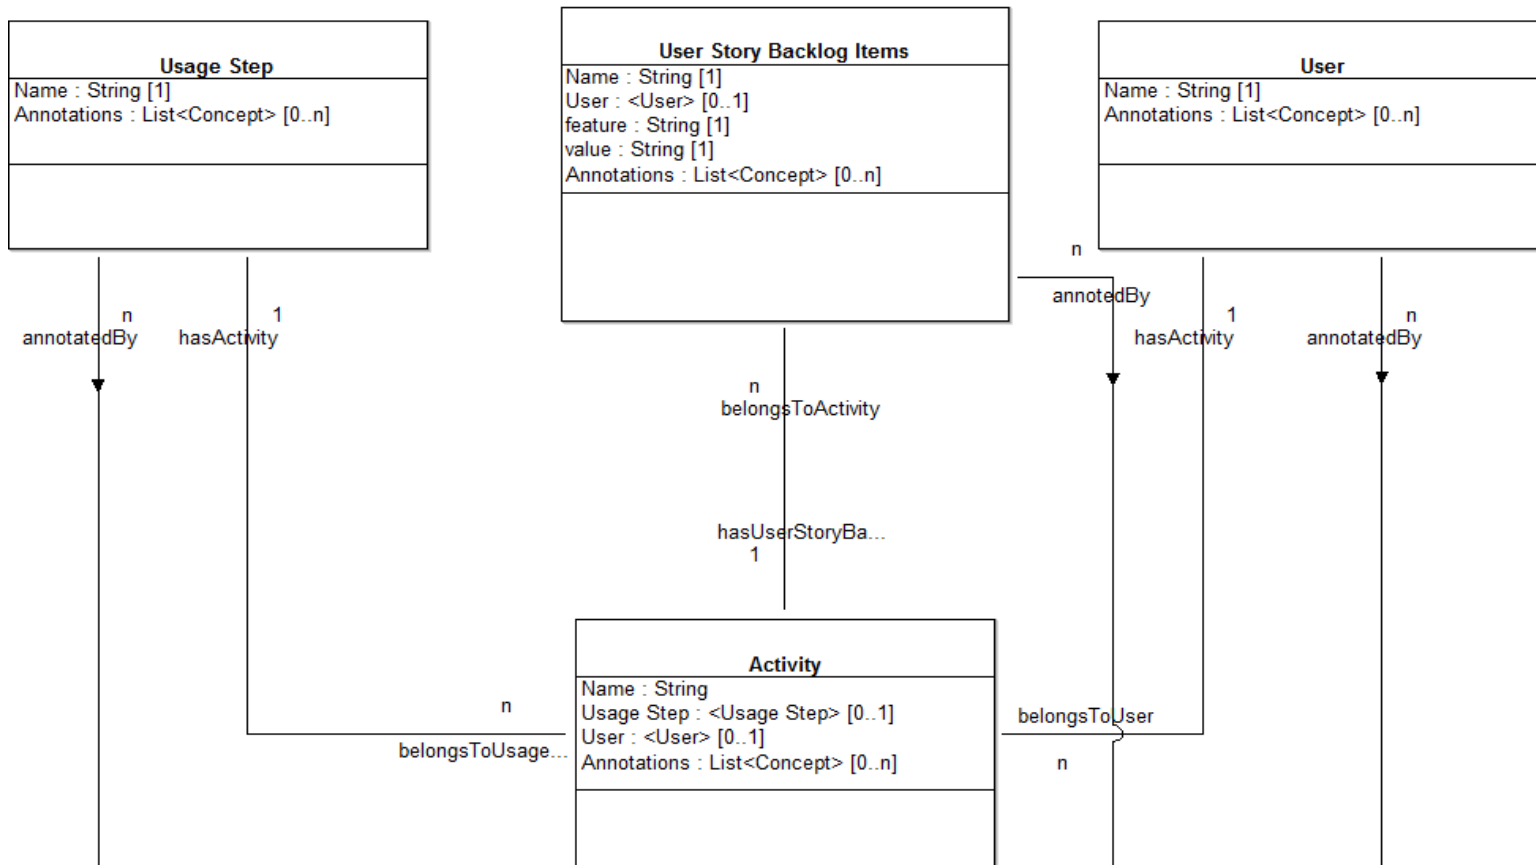 Usage Step
Name : String [1]
Annotations : List<Concept> [0..n]
User Story Backlog Items
Name : String [1]
User : <User> [0..1]
feature : String [1]
value : String [1]
Annotations : List<Concept> [0..n]
User
Name : String [1]
Annotations : List<Concept> [0..n]
n
annotatedBy
1
hasActivity
n
annotedBy
1
hasActivity
n
annotatedBy
n
belongsToActivity
hasUserStoryBa...
1
n
belongsToUsage...
Activity
Name : String
Usage Step : <Usage Step> [0..1]
User : <User> [0..1]
Annotations : List<Concept> [0..n]
belongsToUser
n